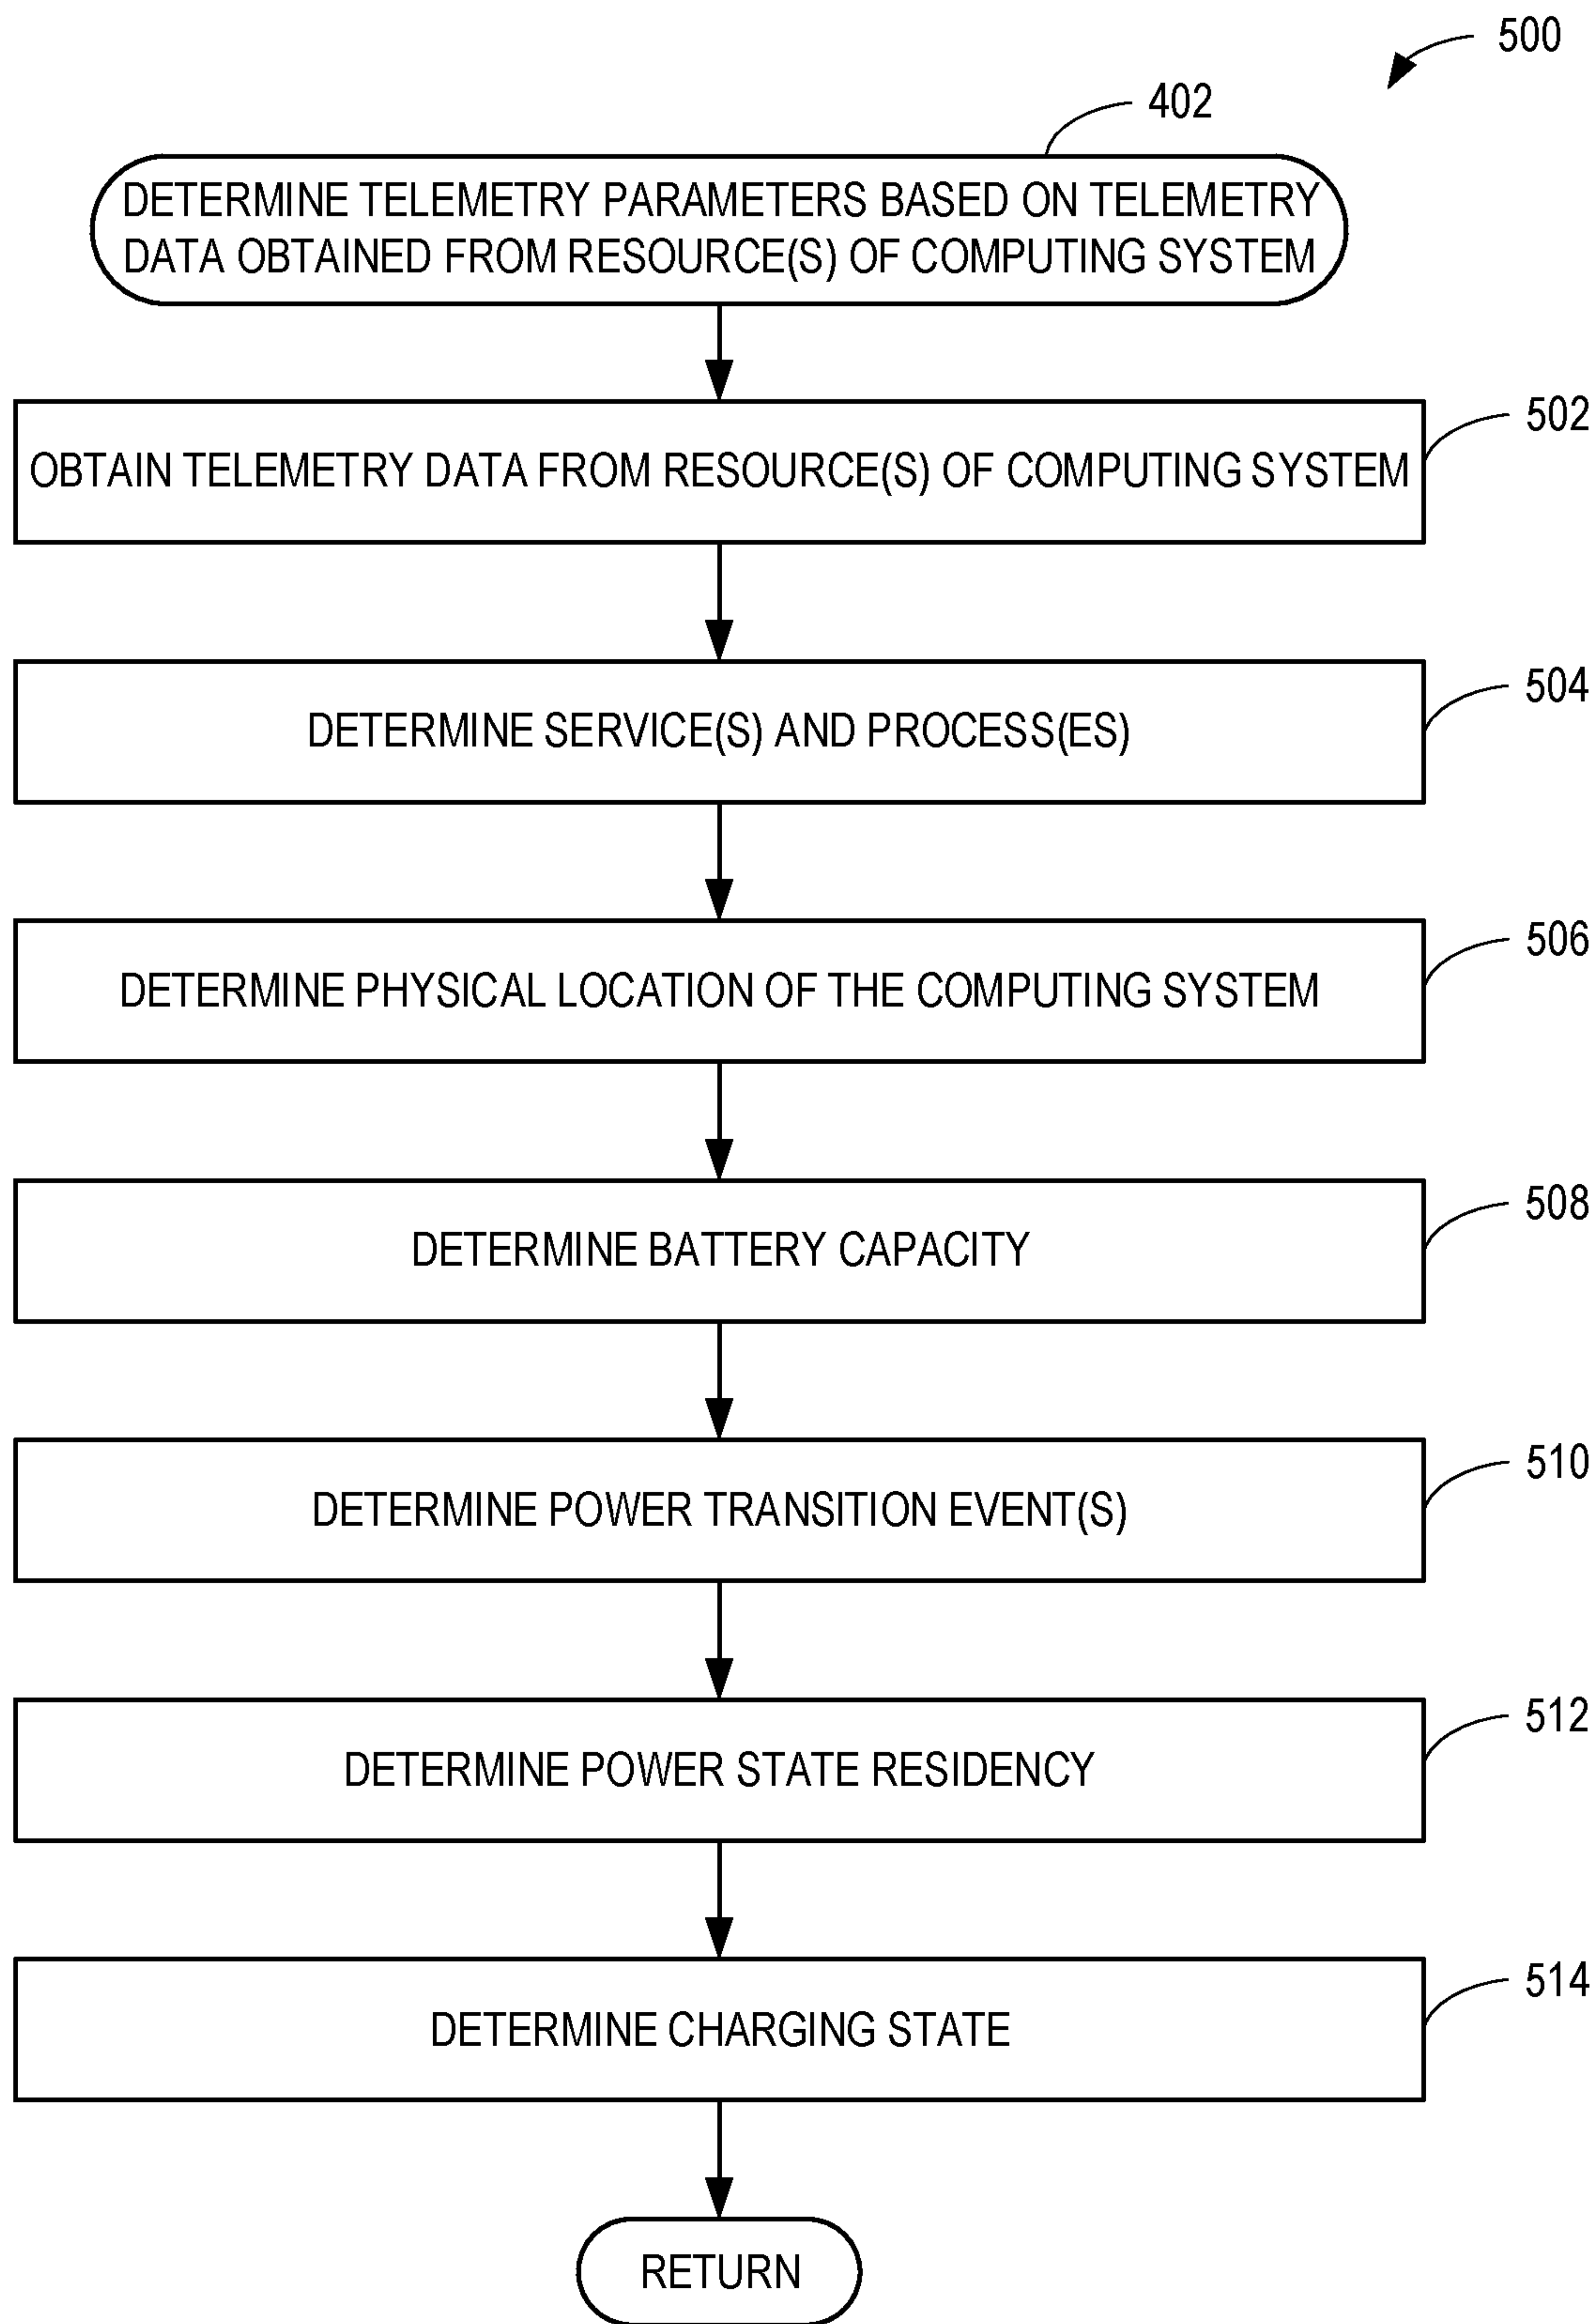 500
402
DETERMINE TELEMETRY PARAMETERS BASED ON TELEMETRY
DATA OBTAINED FROM RESOURCE(S) OF COMPUTING SYSTEM
502
OBTAIN TELEMETRY DATA FROM RESOURCE(S) OF COMPUTING SYSTEM
504
DETERMINE SERVICE(S) AND PROCESS(ES)
506
DETERMINE PHYSICAL LOCATION OF THE COMPUTING SYSTEM
508
DETERMINE BATTERY CAPACITY
510
DETERMINE POWER TRANSITION EVENT(S)
512
DETERMINE POWER STATE RESIDENCY
514
DETERMINE CHARGING STATE
RETURN